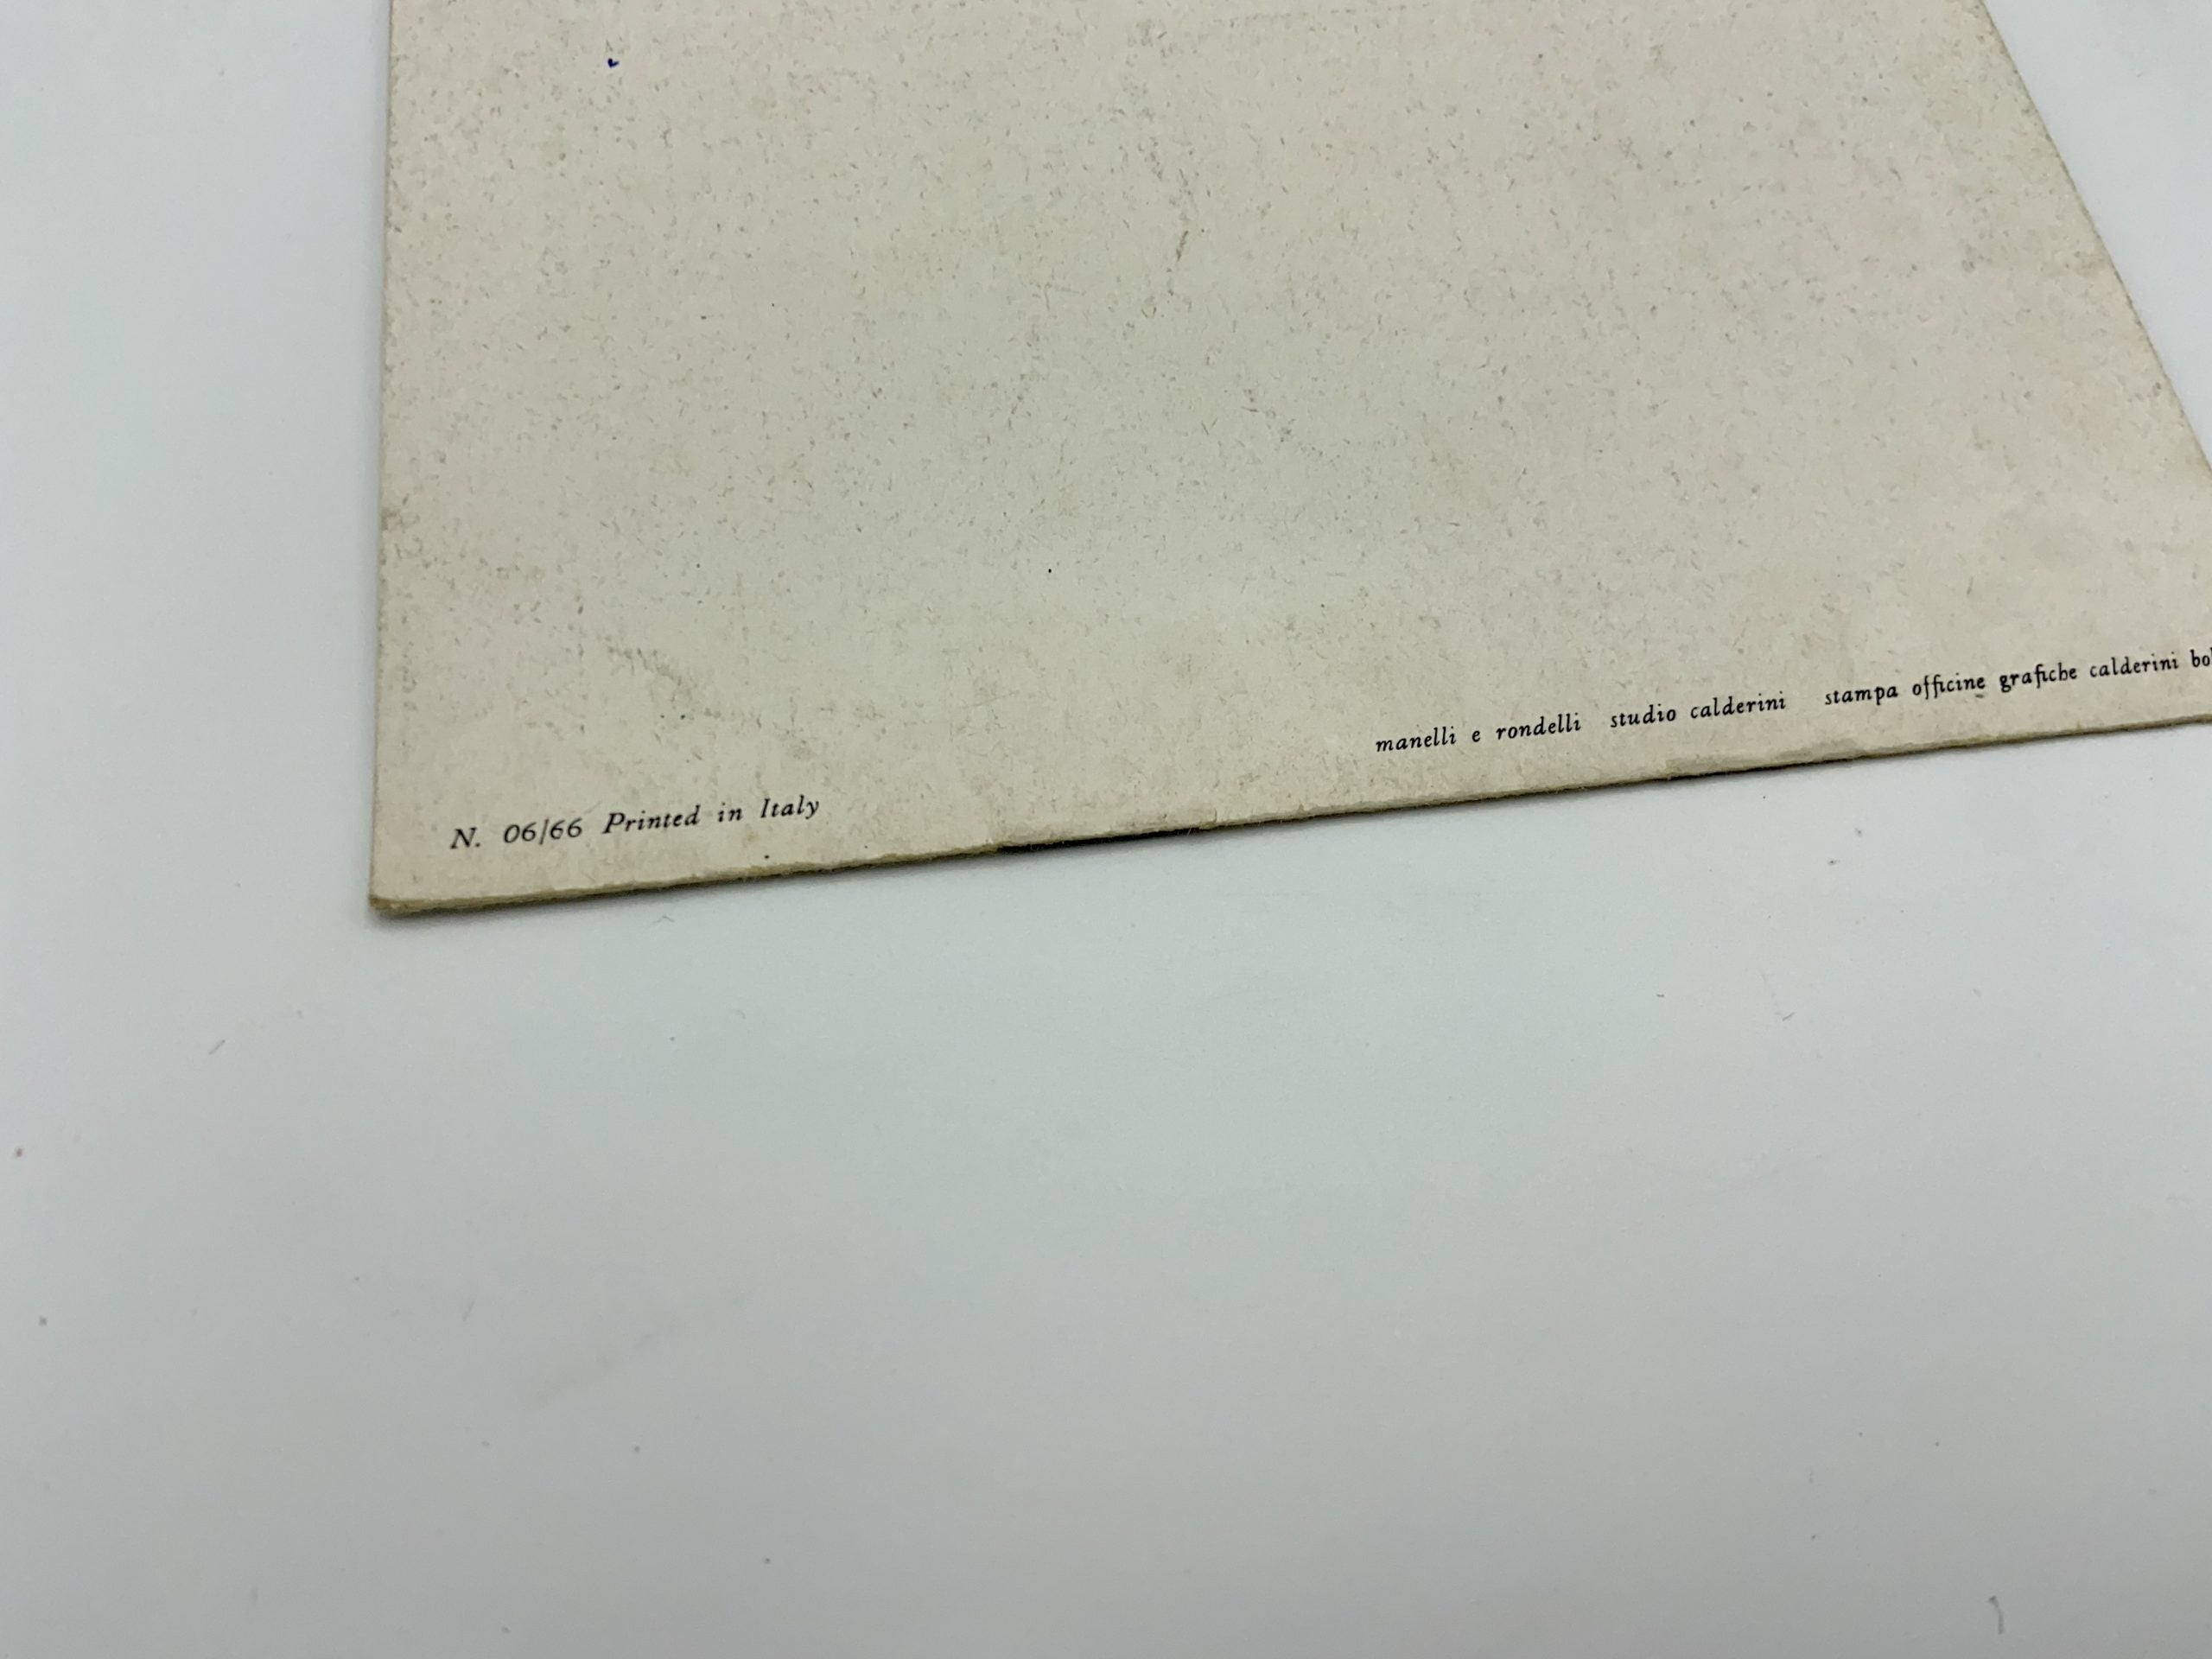 manelli e rondelli studio calderini stampa officine grafiche calderini
N. 06/66 Printed in Italy